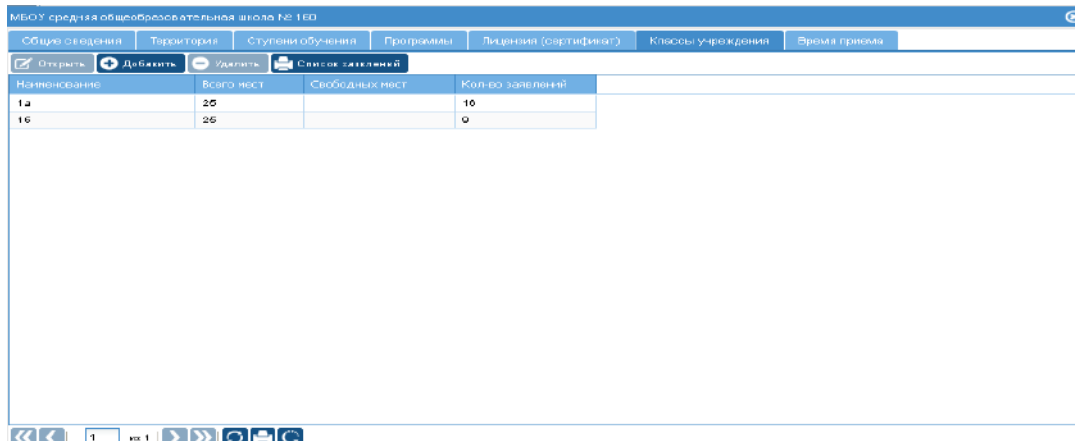 МБОУ средняя общеобразовательная школа № 160
Общие сведения Территория Ступени обучения Программы Лицензия (сертификат) Классы учреждения Время приема
Открыть Добавить Удалить Список заявлений
Наименование Всего мест Свободных мест Кол-во заявлений
1а 25
1б 25
1 из 1